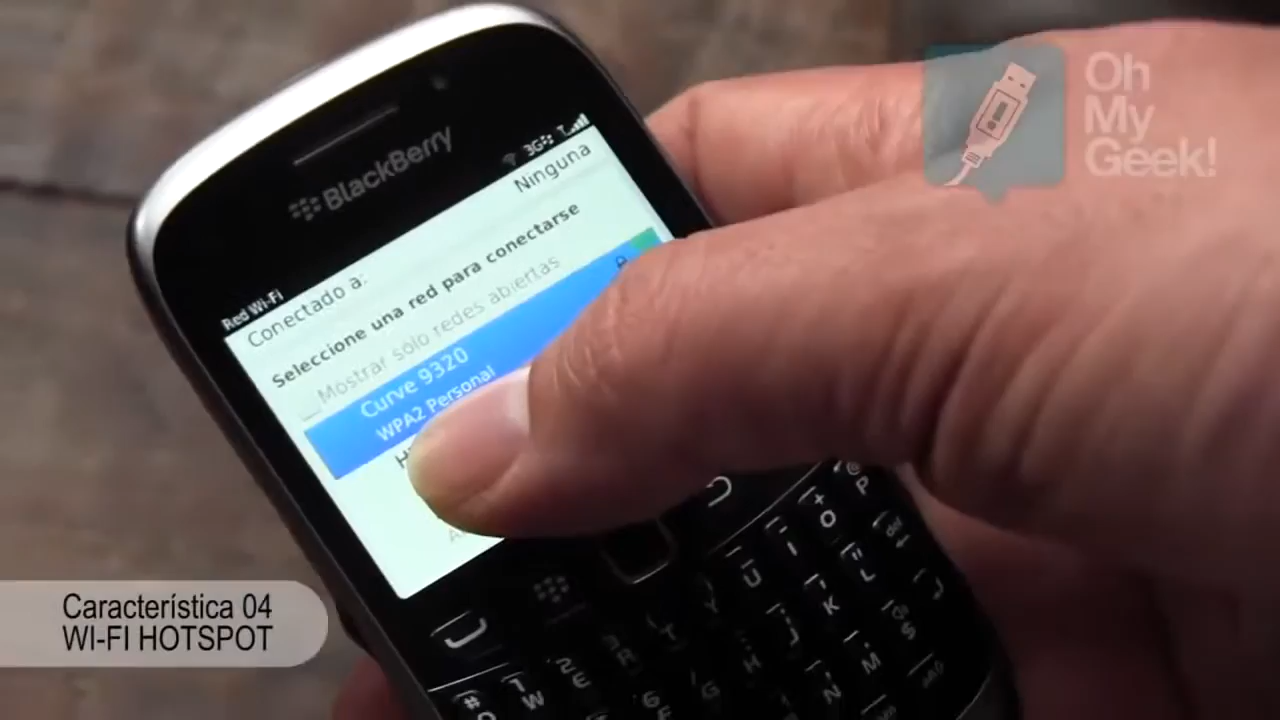 Oh
My
Geek!
BlackBerry
3G
Red Wi-Fi
Conectado a:
Ninguna
Seleccione una red para conectarse
Mostrar sólo redes abiertas
Curve 9320
WPA2 Personal
Característica 04
WI-FI HOTSPOT